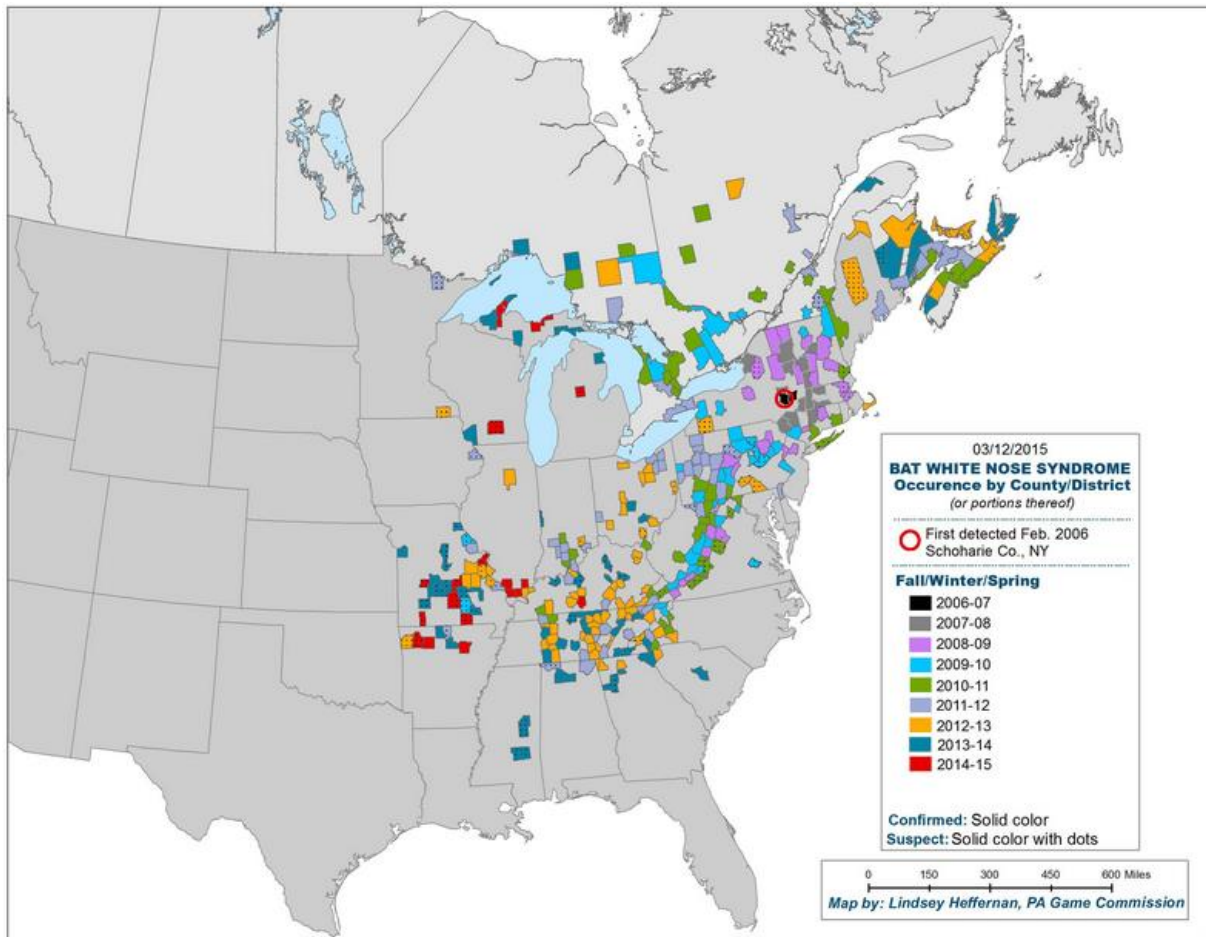 03/12/2015
BAT WHITE NOSE SYNDROME
Occurence by County/District
(or portions thereof)
First detected Feb. 2006
Schoharie Co., NY
Fall/Winter/Spring
2006-07
2007-08
2008-09
2009-10
2010-11
2011-12
2012-13
2013-14
2014-15
Confirmed: Solid color
Suspect: Solid color with dots
0 150 300 450 600 Miles
Map by: Lindsey Heffernan, PA Game Commission